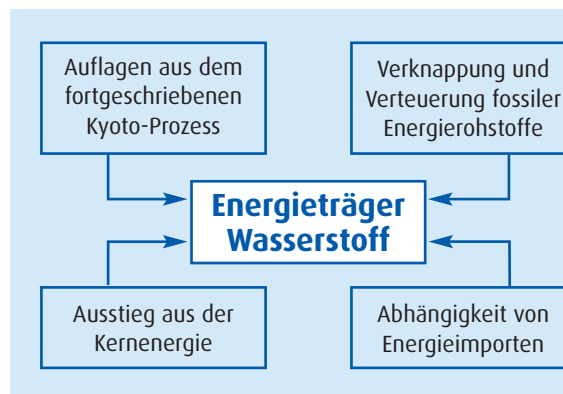 Auflagen aus dem
fortgeschriebenen
Kyoto-Prozess
Verknappung und
Verteuerung fossiler
Energierohstoffe
Energieträger
Wasserstoff
Ausstieg aus der
Kernenergie
Abhängigkeit von
Energieimporten